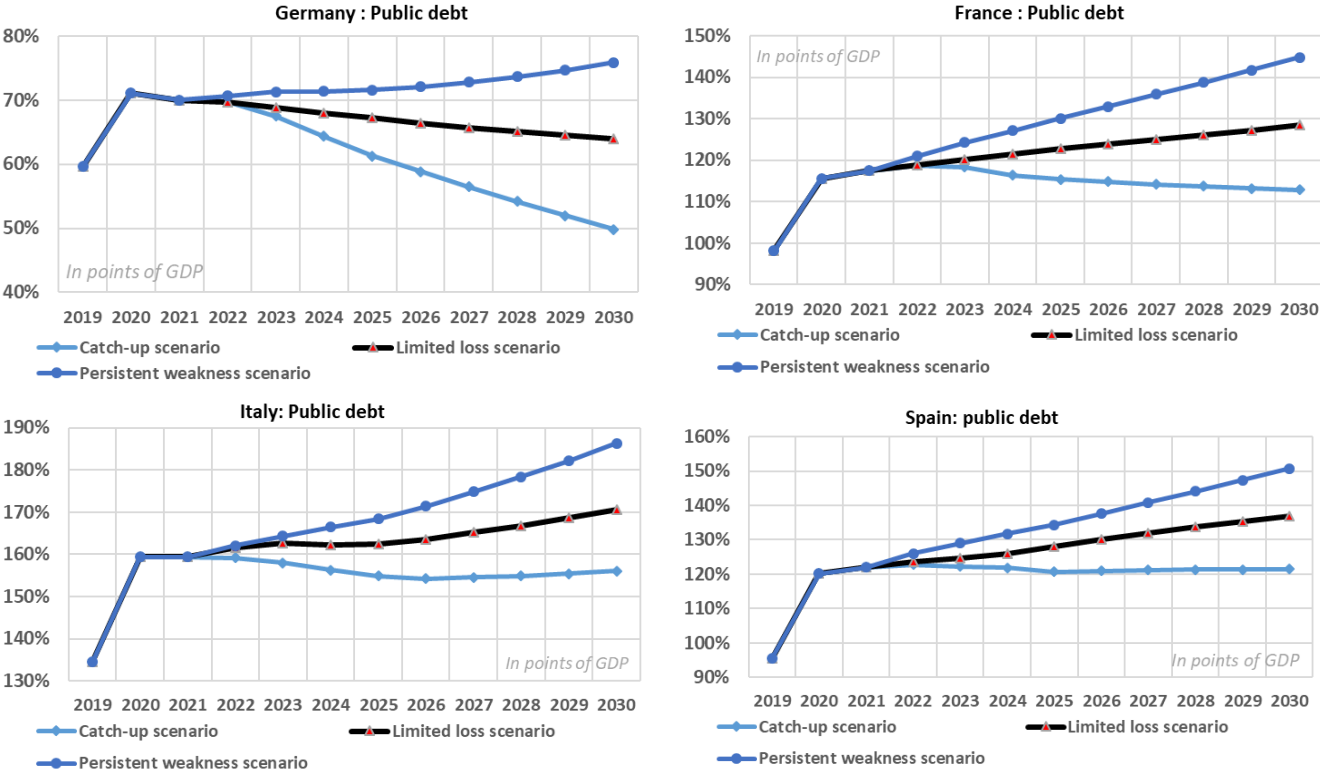 Germany : Public debt
80%
70%
60%
50%
40%
In points of GDP
2019 2020 2021 2022 2023 2024 2025 2026 2027 2028 2029 2030
Catch-up scenario
Limited loss scenario
Persistent weakness scenario
France : Public debt
150%
In points of GDP
140%
130%
120%
110%
100%
90%
2019 2020 2021 2022 2023 2024 2025 2026 2027 2028 2029 2030
Catch-up scenario
Limited loss scenario
Persistent weakness scenario
Italy: Public debt
190%
180%
170%
160%
150%
140%
130%
In points of GDP
2019 2020 2021 2022 2023 2024 2025 2026 2027 2028 2029 2030
Catch-up scenario
Limited loss scenario
Persistent weakness scenario
Spain: public debt
160%
150%
140%
130%
120%
110%
100%
90%
In points of GDP
2019 2020 2021 2022 2023 2024 2025 2026 2027 2028 2029 2030
Catch-up scenario
Limited loss scenario
Persistent weakness scenario